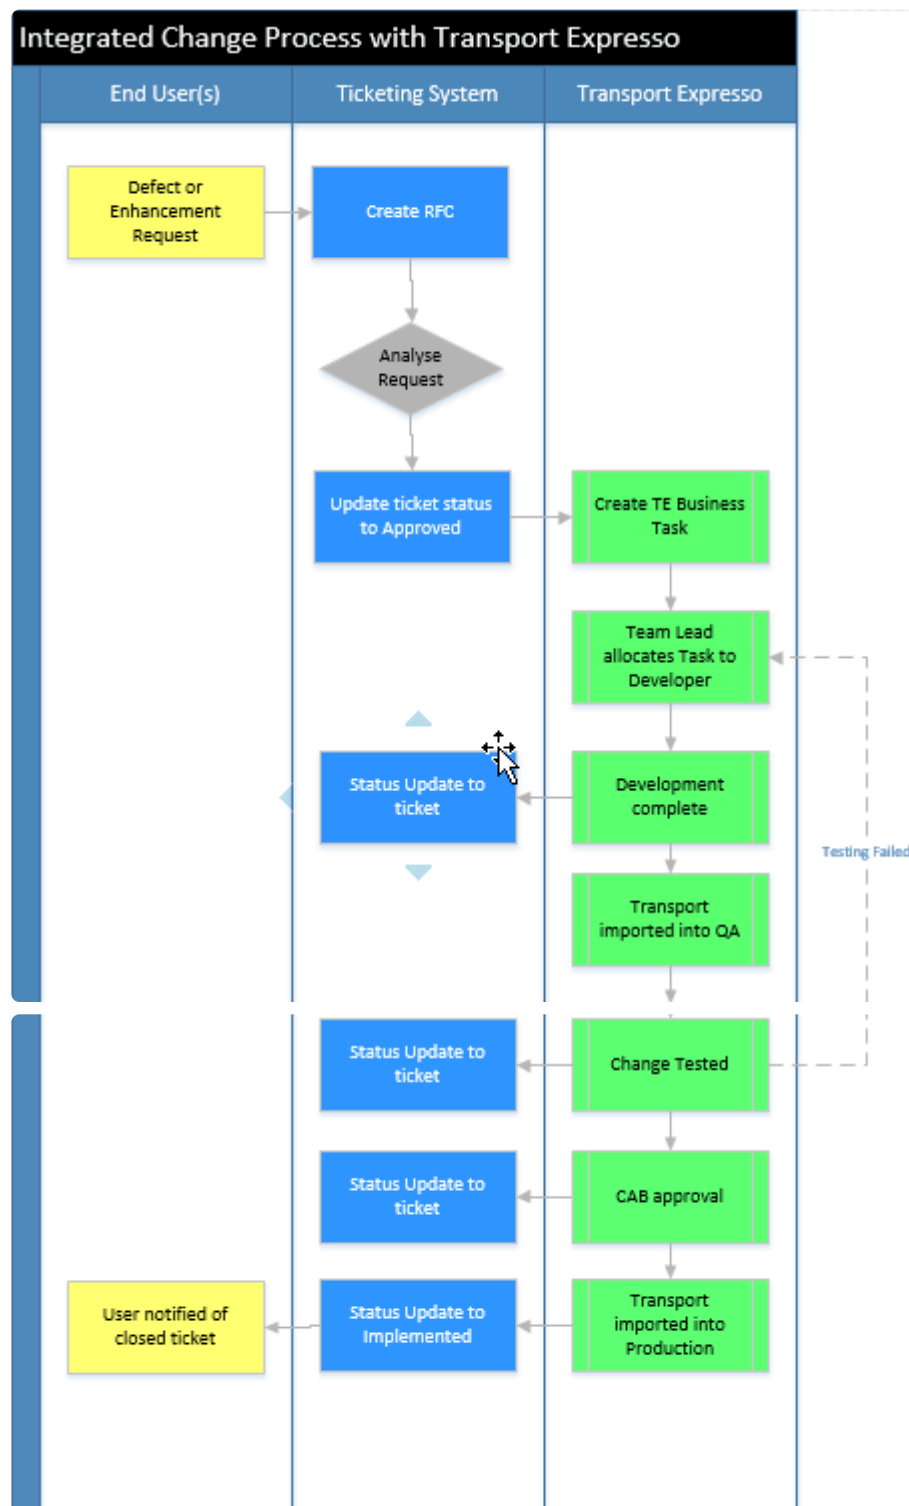 Integrated Change Process with Transport Expresso
End User(s)
Ticketing System
Transport Expresso
Defect or
Enhancement
Request
Create RFC
Analyse
Request
Update ticket status
to Approved
Create TE Business
Task
Team Lead
allocates Task to
Developer
Status Update to
ticket
Development
complete
Testing Failed
Transport
imported into QA
Status Update to
ticket
Change Tested
Status Update to
ticket
CAB approval
User notified of
closed ticket
Status Update to
Implemented
Transport
imported into
Production